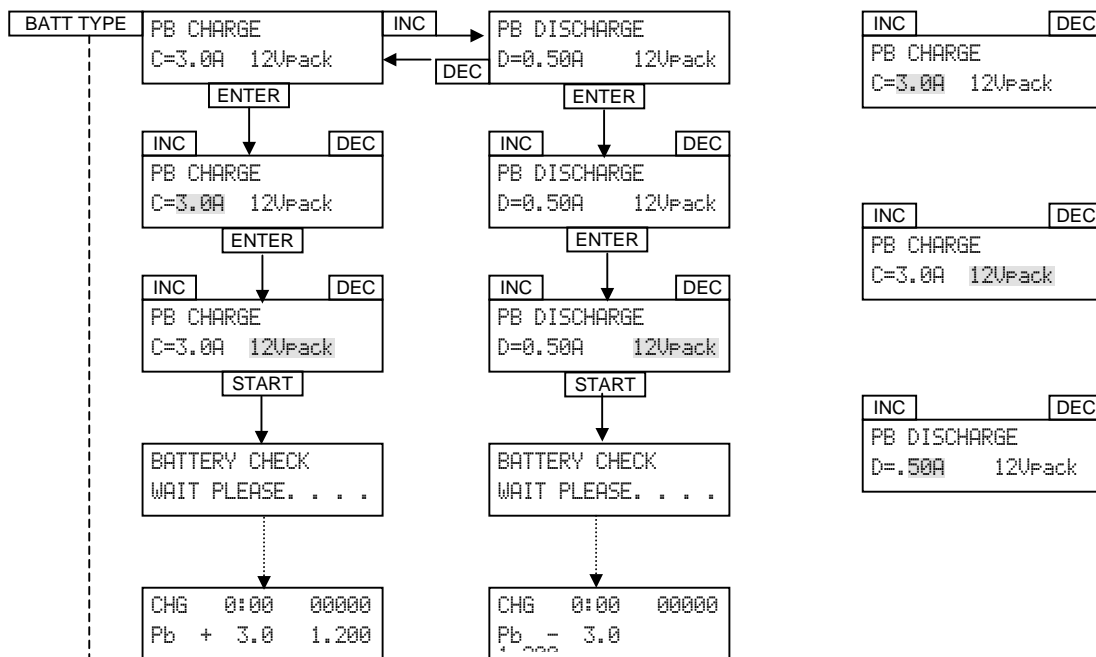 BATT TYPE
PB CHARGE
C=3.0A 12Vpack
INC
DEC
PB DISCHARGE
D=0.50A 12Vpack
ENTER
ENTER
INC DEC
PB CHARGE
C=3.0A 12Vpack
INC DEC
PB DISCHARGE
D=0.50A 12Vpack
ENTER
ENTER
INC DEC
PB CHARGE
C=3.0A 12Vpack
INC DEC
PB DISCHARGE
D=0.50A 12Vpack
START
START
BATTERY CHECK
WAIT PLEASE. . . .
BATTERY CHECK
WAIT PLEASE. . . .
CHG 0:00 00000
Pb + 3.0 1.200
CHG 0:00 00000
Pb - 3.0
INC DEC
PB CHARGE
C=3.0A 12Vpack
INC DEC
PB CHARGE
C=3.0A 12Vpack
INC DEC
PB DISCHARGE
D=.50A 12Vpack